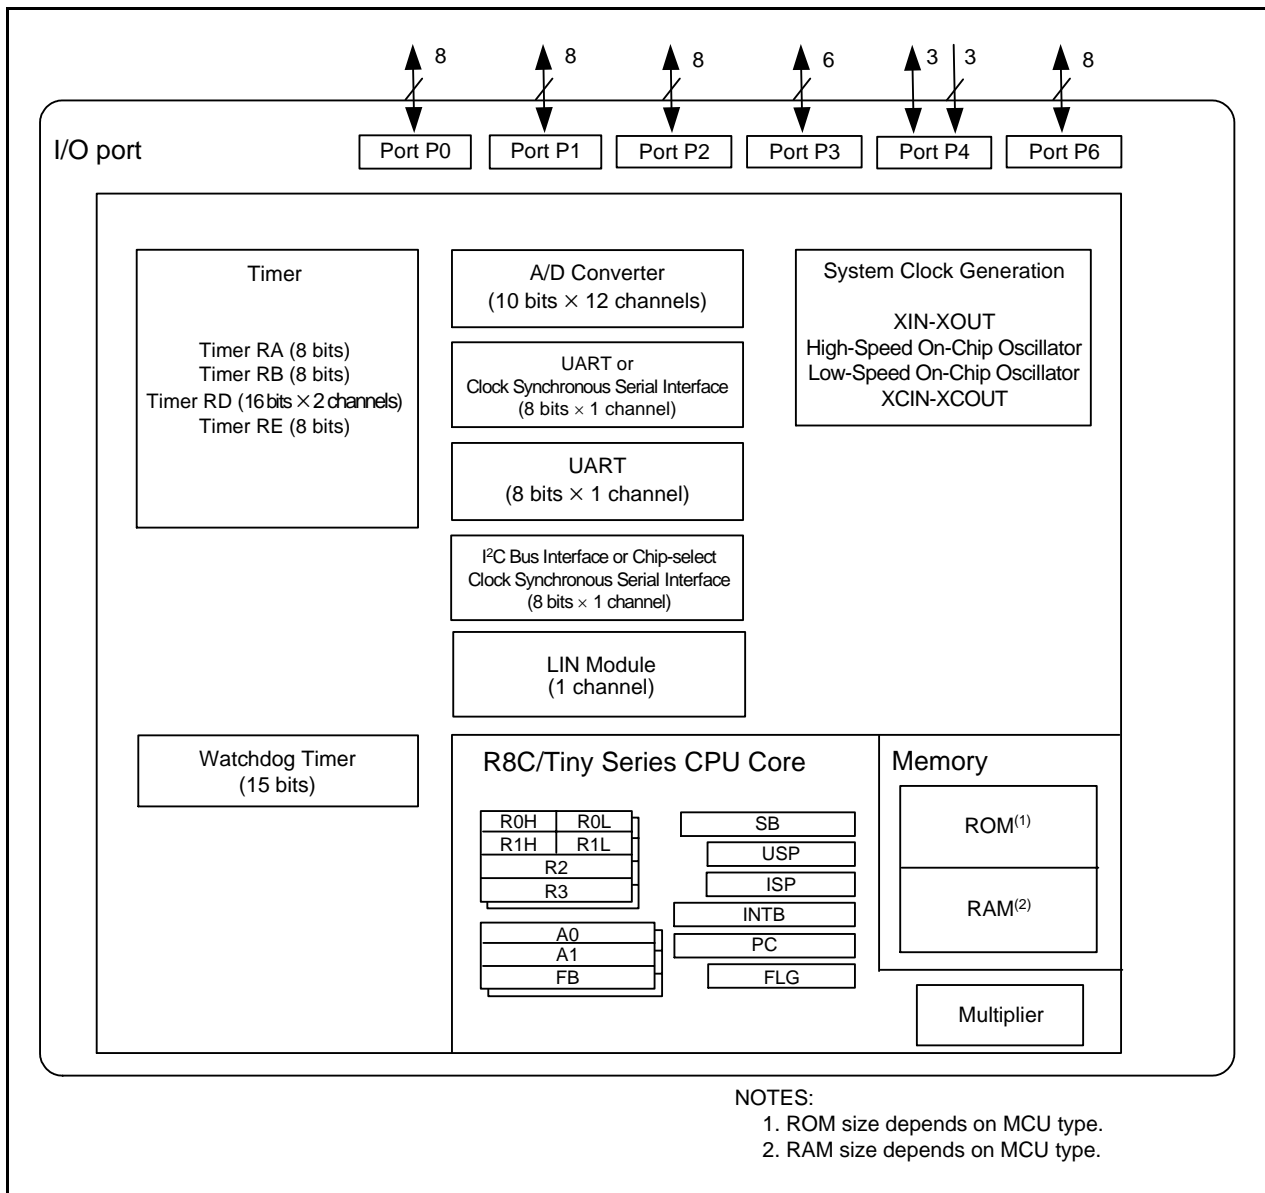 8 8 8 6 3 3 8
I/O port
Port P0 Port P1 Port P2 Port P3 Port P4 Port P6
Timer
Timer RA (8 bits)
Timer RB (8 bits)
Timer RD (16 bits × 2 channels)
Timer RE (8 bits)
A/D Converter
(10 bits × 12 channels)
UART or
Clock Synchronous Serial Interface
(8 bits × 1 channel)
UART
(8 bits × 1 channel)
I²C Bus Interface or Chip-select
Clock Synchronous Serial Interface
(8 bits × 1 channel)
LIN Module
(1 channel)
System Clock Generation
XIN-XOUT
High-Speed On-Chip Oscillator
Low-Speed On-Chip Oscillator
XCIN-XCOUT
Watchdog Timer
(15 bits)
R8C/Tiny Series CPU Core
R0H R0L
R1H R1L
R2
R3
A0
A1
FB
SB
USP
ISP
INTB
PC
FLG
Memory
ROM(1)
RAM(2)
Multiplier
NOTES:
1. ROM size depends on MCU type.
2. RAM size depends on MCU type.